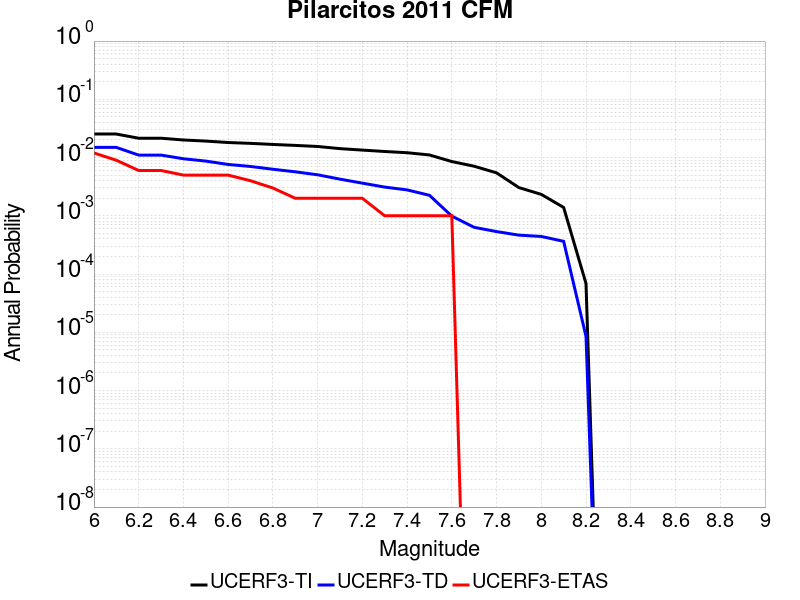 Pilarcitos 2011 CFM
10^0
10^-1
10^-2
10^-3
10^-4
10^-5
10^-6
10^-7
10^-8
Annual Probability
6 6.2 6.4 6.6 6.8 7 7.2 7.4 7.6 7.8 8 8.2 8.4 8.6 8.8 9
Magnitude
UCERF3-TI UCERF3-TD UCERF3-ETAS